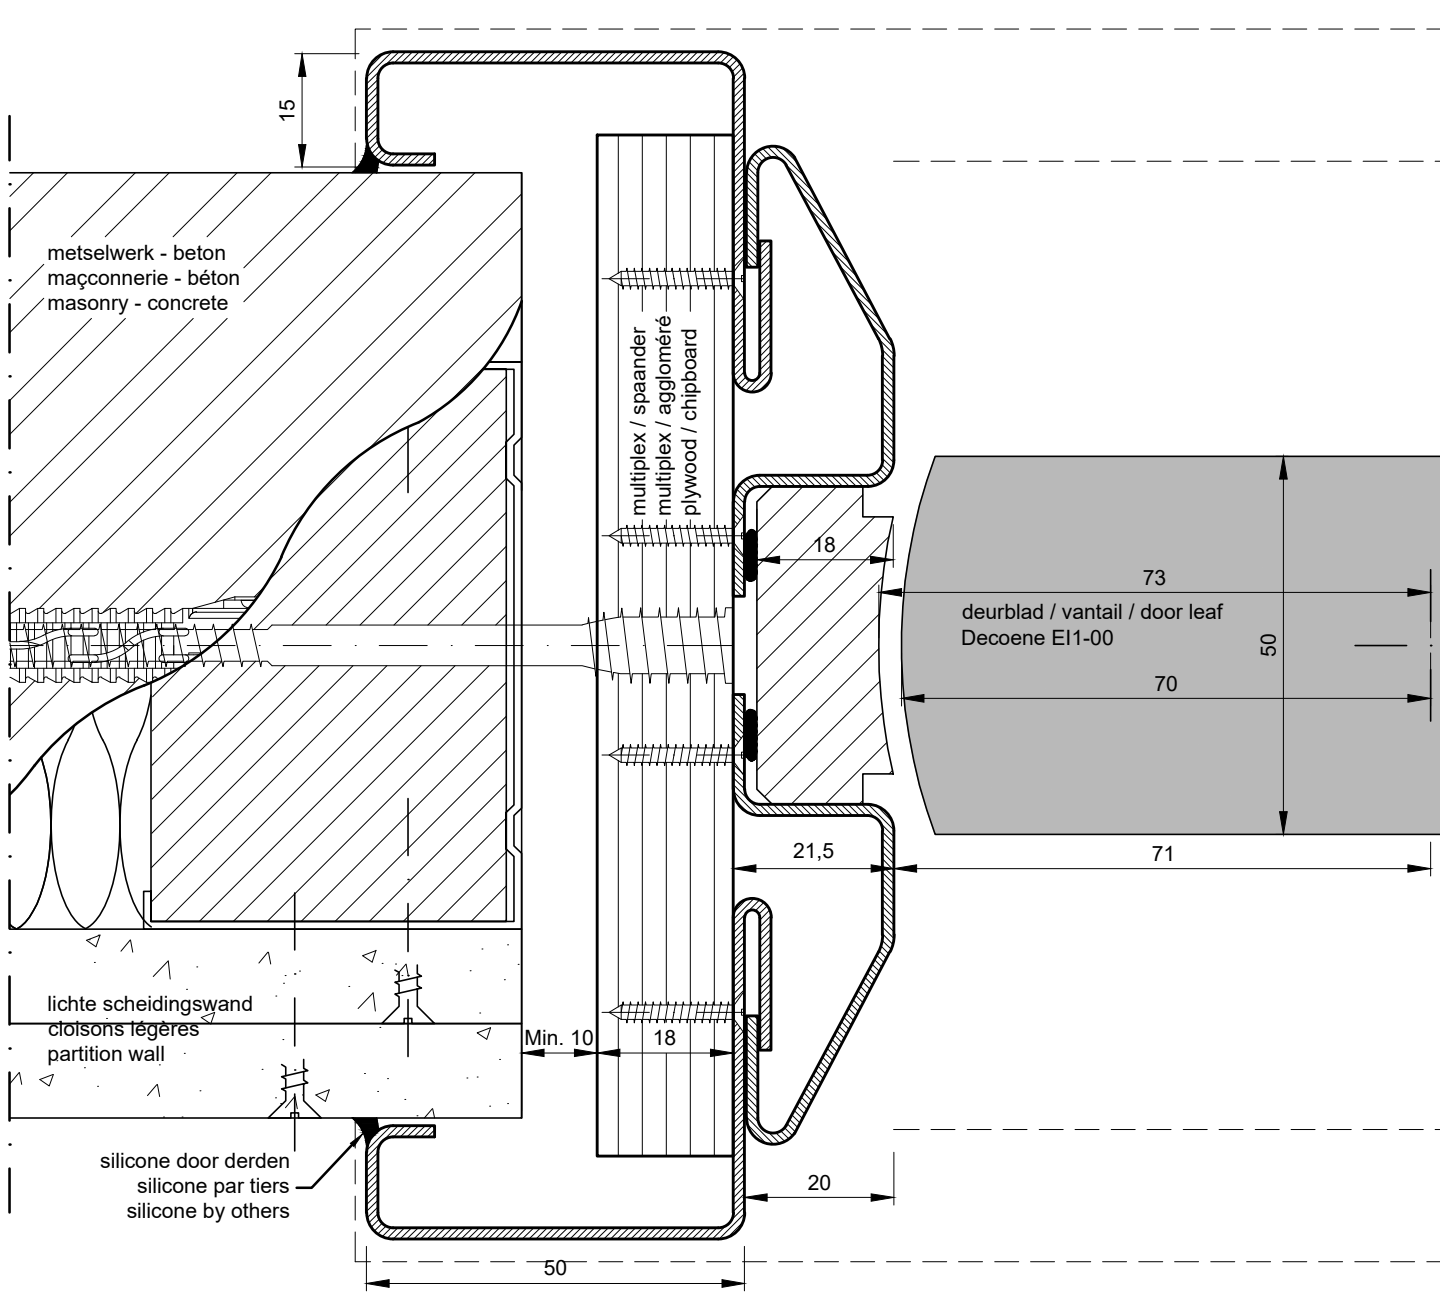 15
metselwerk - beton
maçconnerie - béton
masonry - concrete
multiplex / spaander
multiplex / aggloméré
plywood / chipboard
18
73
deurblad / vantail / door leaf
Decoene EI1-00
50
70
21,5
71
lichte scheidingswand
cloisons légères
partition wall
Min. 10
18
silicone door derden
silicone par tiers
silicone by others
20
50